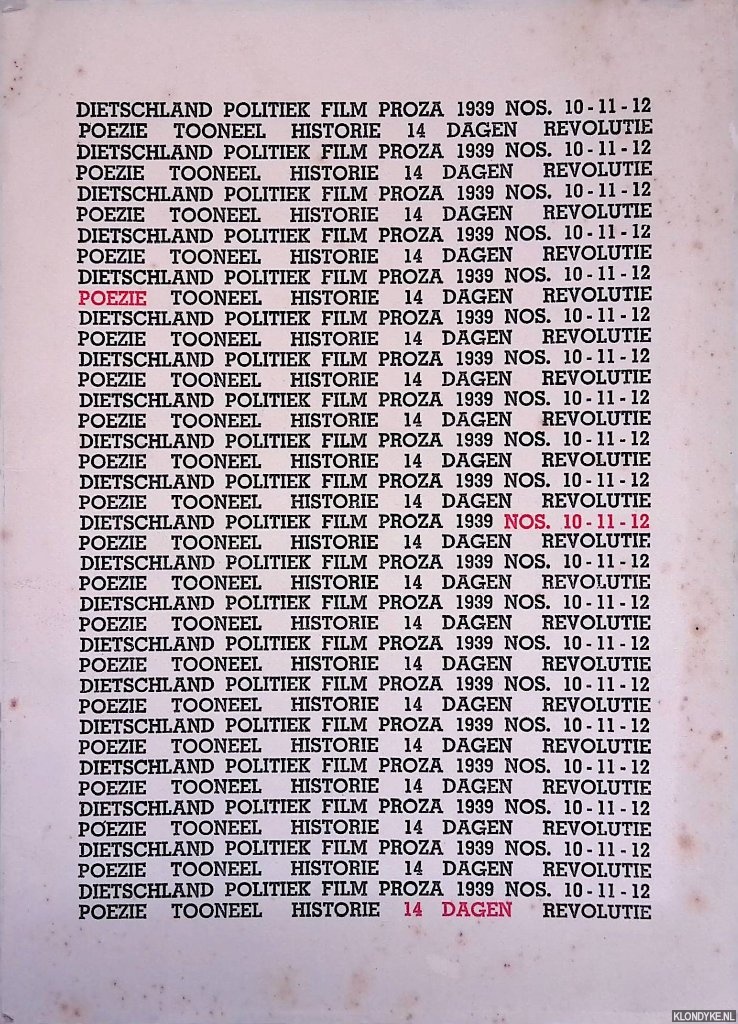 DIETSCHLAND POLITIEK FILM PROZA 1939 NOS. 10-11-12
POEZIE TOONEEL HISTORIE 14 DAGEN REVOLUTIE
DIETSCHLAND POLITIEK FILM PROZA 1939 NOS. 10-11-12
POEZIE TOONEEL HISTORIE 14 DAGEN REVOLUTIE
DIETSCHLAND POLITIEK FILM PROZA 1939 NOS. 10-11-12
POEZIE TOONEEL HISTORIE 14 DAGEN REVOLUTIE
DIETSCHLAND POLITIEK FILM PROZA 1939 NOS. 10-11-12
POEZIE TOONEEL HISTORIE 14 DAGEN REVOLUTIE
DIETSCHLAND POLITIEK FILM PROZA 1939 NOS. 10-11-12
POEZIE TOONEEL HISTORIE 14 DAGEN REVOLUTIE
DIETSCHLAND POLITIEK FILM PROZA 1939 NOS. 10-11-12
POEZIE TOONEEL HISTORIE 14 DAGEN REVOLUTIE
DIETSCHLAND POLITIEK FILM PROZA 1939 NOS. 10-11-12
POEZIE TOONEEL HISTORIE 14 DAGEN REVOLUTIE
DIETSCHLAND POLITIEK FILM PROZA 1939 NOS. 10-11-12
POEZIE TOONEEL HISTORIE 14 DAGEN REVOLUTIE
DIETSCHLAND POLITIEK FILM PROZA 1939 NOS. 10-11-12
POEZIE TOONEEL HISTORIE 14 DAGEN REVOLUTIE
DIETSCHLAND POLITIEK FILM PROZA 1939 NOS. 10-11-12
POEZIE TOONEEL HISTORIE 14 DAGEN REVOLUTIE
DIETSCHLAND POLITIEK FILM PROZA 1939 NOS. 10-11-12
POEZIE TOONEEL HISTORIE 14 DAGEN REVOLUTIE
DIETSCHLAND POLITIEK FILM PROZA 1939 NOS. 10-11-12
POEZIE TOONEEL HISTORIE 14 DAGEN REVOLUTIE
DIETSCHLAND POLITIEK FILM PROZA 1939 NOS. 10-11-12
POEZIE TOONEEL HISTORIE 14 DAGEN REVOLUTIE
DIETSCHLAND POLITIEK FILM PROZA 1939 NOS. 10-11-12
POEZIE TOONEEL HISTORIE 14 DAGEN REVOLUTIE
DIETSCHLAND POLITIEK FILM PROZA 1939 NOS. 10-11-12
POEZIE TOONEEL HISTORIE 14 DAGEN REVOLUTIE
DIETSCHLAND POLITIEK FILM PROZA 1939 NOS. 10-11-12
POEZIE TOONEEL HISTORIE 14 DAGEN REVOLUTIE
DIETSCHLAND POLITIEK FILM PROZA 1939 NOS. 10-11-12
POEZIE TOONEEL HISTORIE 14 DAGEN REVOLUTIE
DIETSCHLAND POLITIEK FILM PROZA 1939 NOS. 10-11-12
POEZIE TOONEEL HISTORIE 14 DAGEN REVOLUTIE
DIETSCHLAND POLITIEK FILM PROZA 1939 NOS. 10-11-12
POEZIE TOONEEL HISTORIE 14 DAGEN REVOLUTIE
DIETSCHLAND POLITIEK FILM PROZA 1939 NOS. 10-11-12
POEZIE TOONEEL HISTORIE 14 DAGEN REVOLUTIE
KLONDYKE.NL